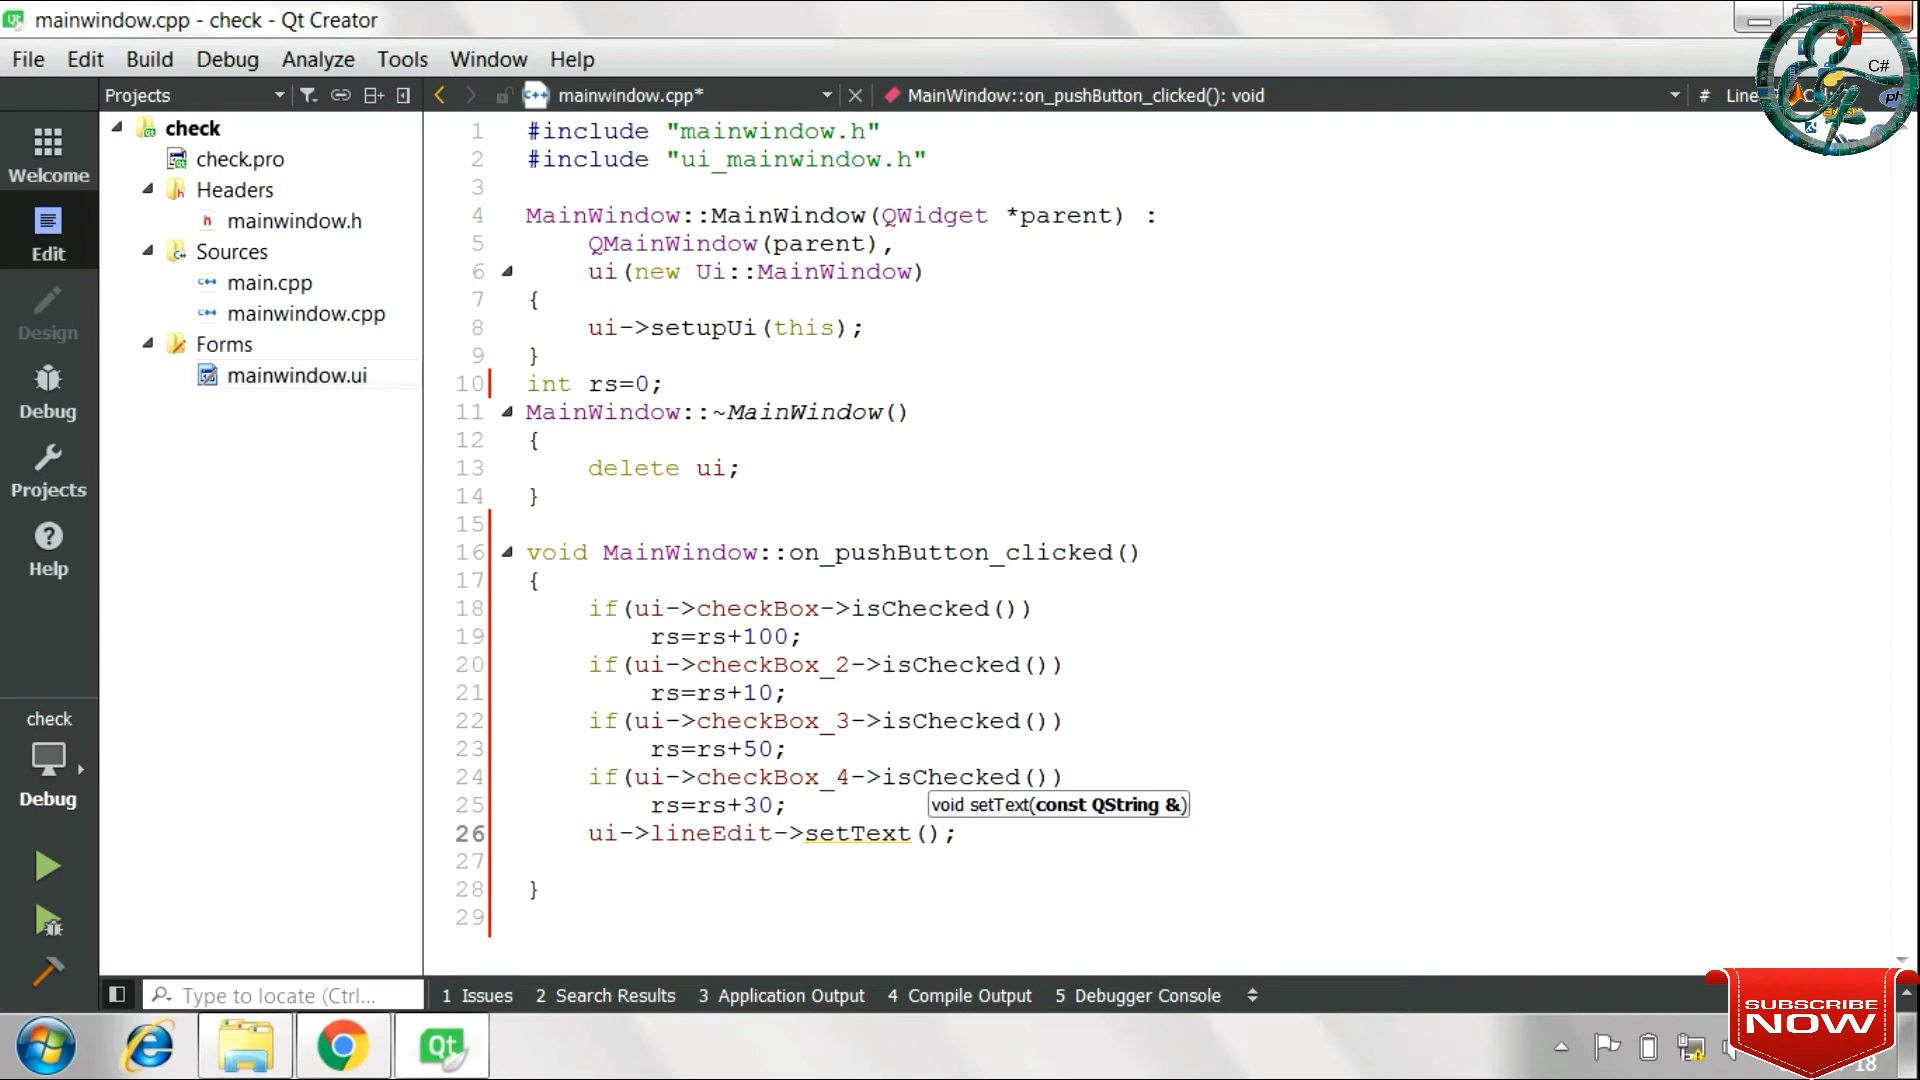 mainwindow.cpp - check - Qt Creator
File Edit Build Debug Analyze Tools Window Help
Projects
mainwindow.cpp*
MainWindow::on_pushButton_clicked(): void
# Line
C#
Welcome
Edit
Design
Debug
Projects
Help
check
Debug
check
check.pro
Headers
mainwindow.h
Sources
main.cpp
mainwindow.cpp
Forms
mainwindow.ui
1 #include "mainwindow.h"
2 #include "ui_mainwindow.h"
3
4 MainWindow::MainWindow(QWidget *parent) :
5 QMainWindow(parent),
6 ui(new Ui::MainWindow)
7 {
8 ui->setupUi(this);
9 }
10 int rs=0;
11 MainWindow::~MainWindow()
12 {
13 delete ui;
14 }
15
16 void MainWindow::on_pushButton_clicked()
17 {
18 if(ui->checkBox->isChecked())
19 rs=rs+100;
20 if(ui->checkBox_2->isChecked())
21 rs=rs+10;
22 if(ui->checkBox_3->isChecked())
23 rs=rs+50;
24 if(ui->checkBox_4->isChecked())
25 rs=rs+30;
void setText(const QString &)
26 ui->lineEdit->setText();
27
28 }
29
Type to locate (Ctrl...
1 Issues 2 Search Results 3 Application Output 4 Compile Output 5 Debugger Console
SUBSCRIBE
NOW